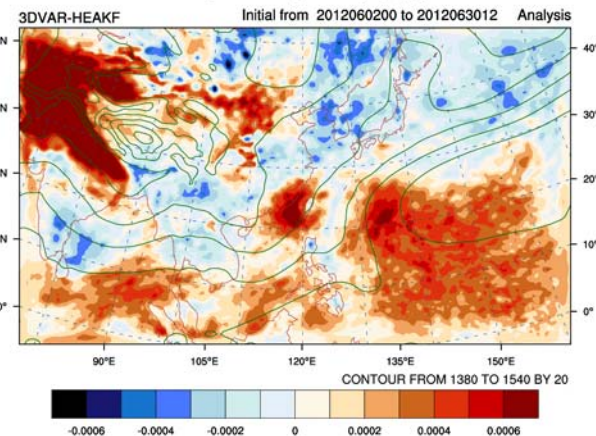 3DVAR-HEAKF Initial from 2012060200 to 2012063012 Analysis
N 40°
N 30°
20°
N 10°
0° 0°
90°E 105°E 120°E 135°E 150°E
CONTOUR FROM 1380 TO 1540 BY 20
-0.0006 -0.0004 -0.0002 0 0.0002 0.0004 0.0006